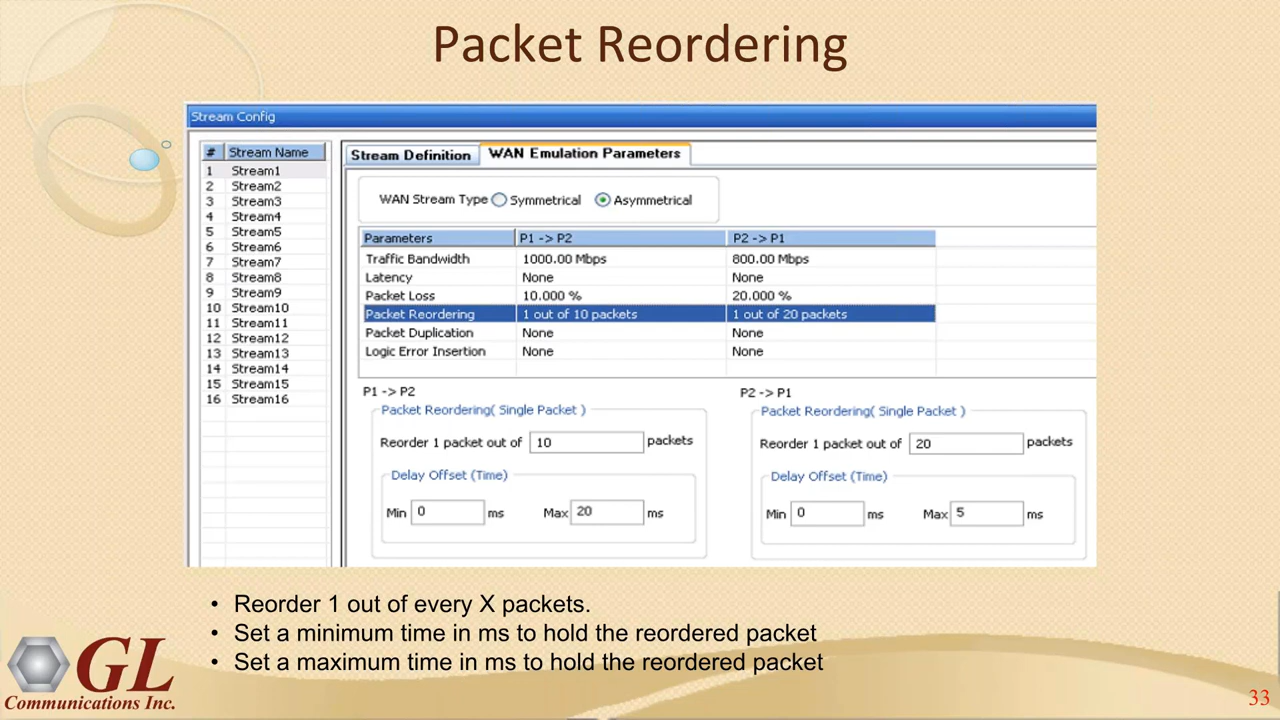 Packet Reordering
Stream Config
# Stream Name
1 Stream1
2 Stream2
3 Stream3
4 Stream4
5 Stream5
6 Stream6
7 Stream7
8 Stream8
9 Stream9
10 Stream10
11 Stream11
12 Stream12
13 Stream13
14 Stream14
15 Stream15
16 Stream16
Stream Definition WAN Emulation Parameters
WAN Stream Type Symmetrical Asymmetrical
Parameters P1 -> P2 P2 -> P1
Traffic Bandwidth 1000.00 Mbps 800.00 Mbps
Latency None None
Packet Loss 10.000 % 20.000 %
Packet Reordering 1 out of 10 packets 1 out of 20 packets
Packet Duplication None None
Logic Error Insertion None None
P1 -> P2
Packet Reordering( Single Packet )
Reorder 1 packet out of 10 packets
Delay Offset (Time)
Min 0 ms Max 20 ms
P2 -> P1
Packet Reordering( Single Packet )
Reorder 1 packet out of 20 packets
Delay Offset (Time)
Min 0 ms Max 5 ms
• Reorder 1 out of every X packets.
• Set a minimum time in ms to hold the reordered packet
• Set a maximum time in ms to hold the reordered packet
GL
Communications Inc.
33